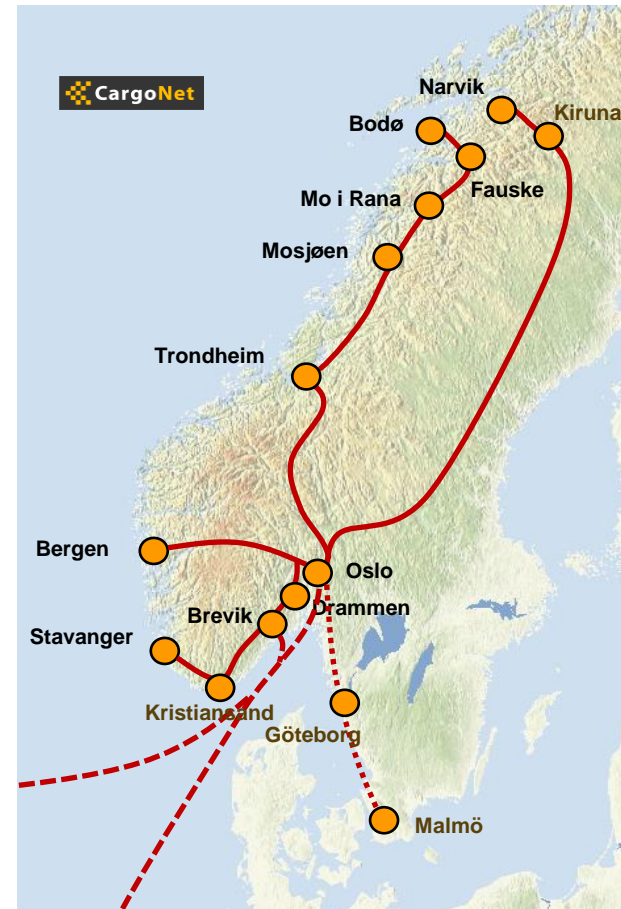 CargoNet
Narvik
Kiruna
Bodø
Fauske
Mo i Rana
Mosjøen
Trondheim
Bergen
Oslo
Drammen
Brevik
Stavanger
Kristiansand
Göteborg
Malmö